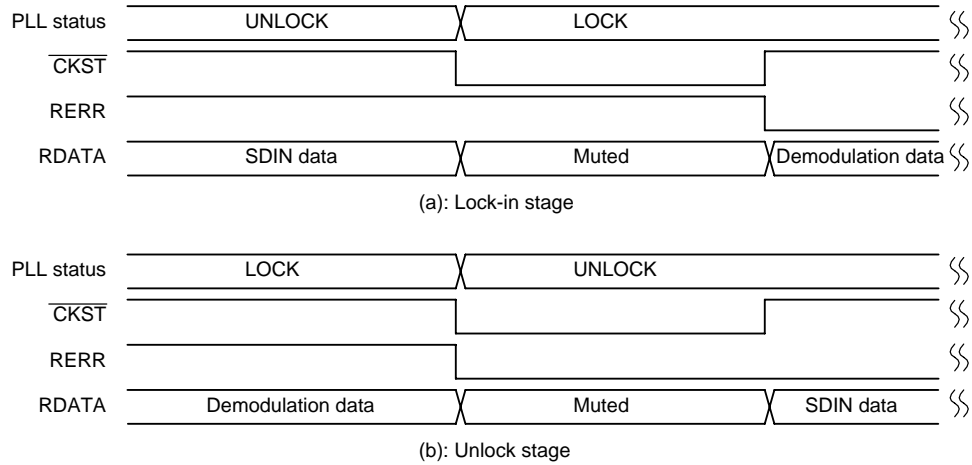 PLL status UNLOCK LOCK
CKST
RERR
RDATA SDIN data Muted Demodulation data
(a): Lock-in stage
PLL status LOCK UNLOCK
CKST
RERR
RDATA Demodulation data Muted SDIN data
(b): Unlock stage